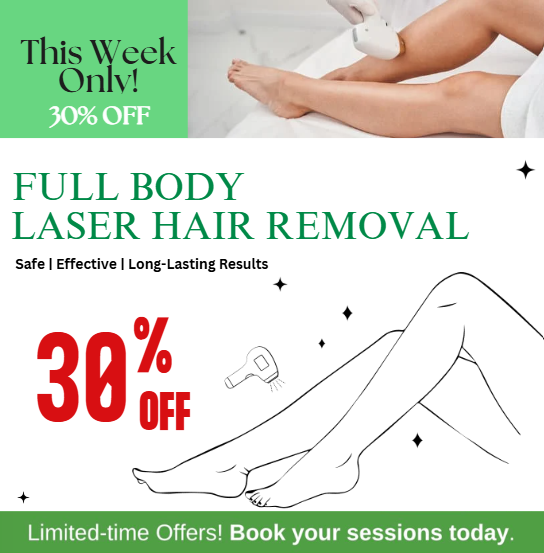 This Week
Only!
30% OFF
FULL BODY
LASER HAIR REMOVAL
Safe | Effective | Long-Lasting Results
30% OFF
Limited-time Offers! Book your sessions today.